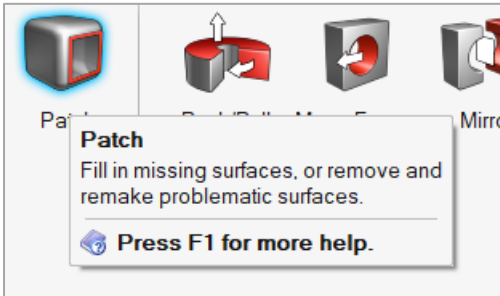 Patch
Fill in missing surfaces, or remove and
remake problematic surfaces.
Press F1 for more help.